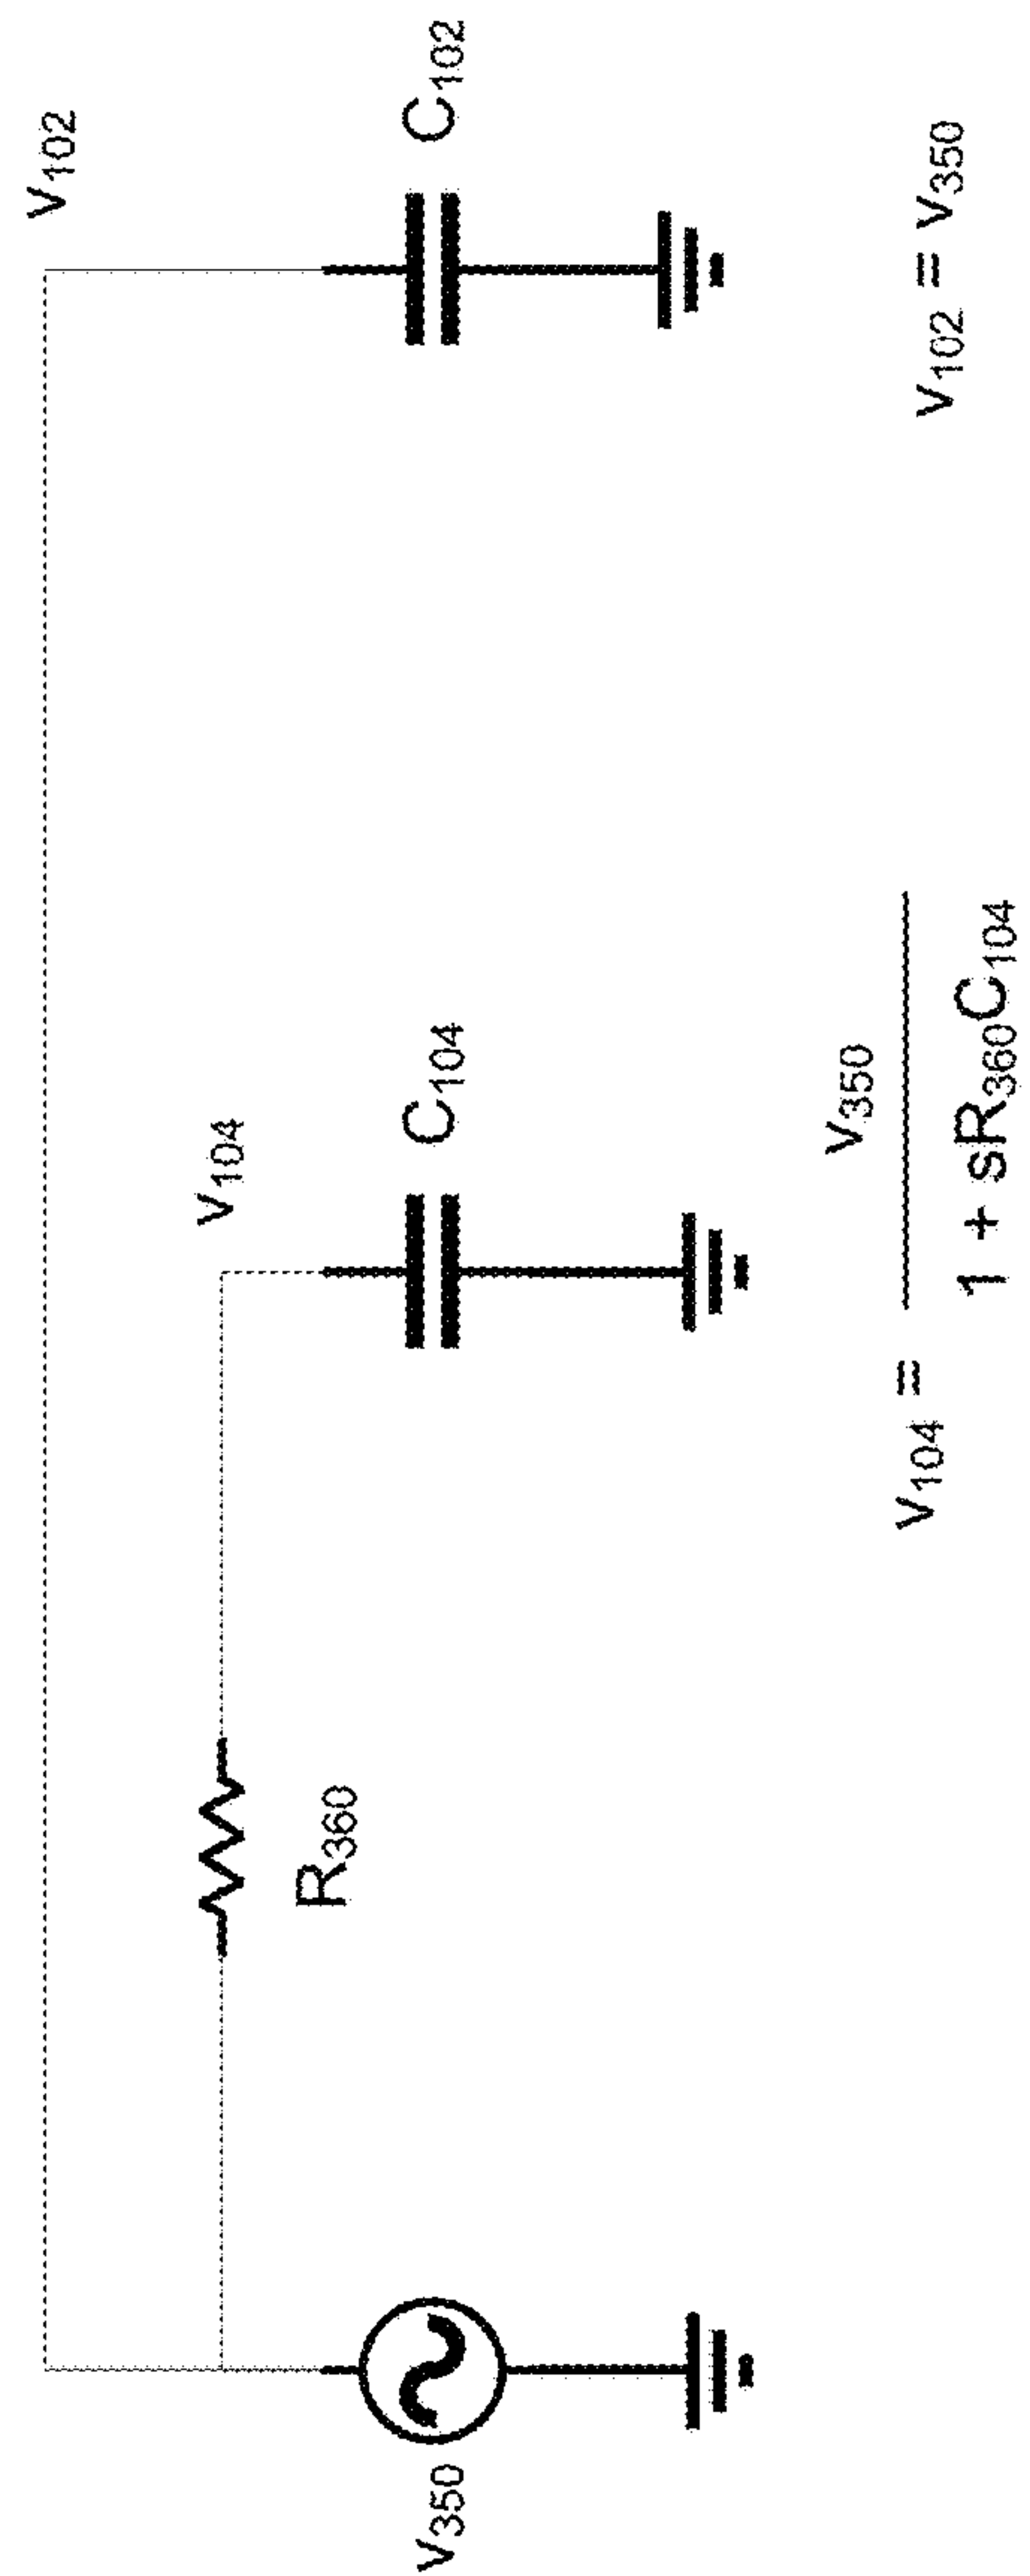 V102
V104
R360
V350
C104
C102
V104 = V350 / 1 + sR360C104
V102 = V350